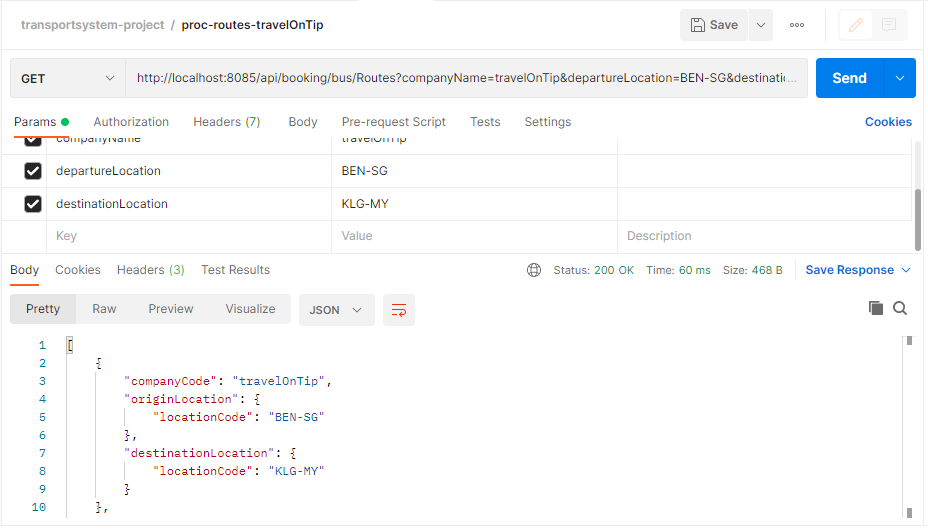 transportsystem-project / proc-routes-travelOnTip
Save
GET http://localhost:8085/api/booking/bus/Routes?companyName=travelOnTip&departureLocation=BEN-SG&destinati... Send
Params Authorization Headers (7) Body Pre-request Script Tests Settings Cookies
companyName travelOnTip
departureLocation BEN-SG
destinationLocation KLG-MY
Key Value Description
Body Cookies Headers (3) Test Results Status: 200 OK Time: 60 ms Size: 468 B Save Response
Pretty Raw Preview Visualize JSON
1 [
2 {
3 "companyCode": "travelOnTip",
4 "originLocation": {
5 "locationCode": "BEN-SG"
6 },
7 "destinationLocation": {
8 "locationCode": "KLG-MY"
9 }
10 },